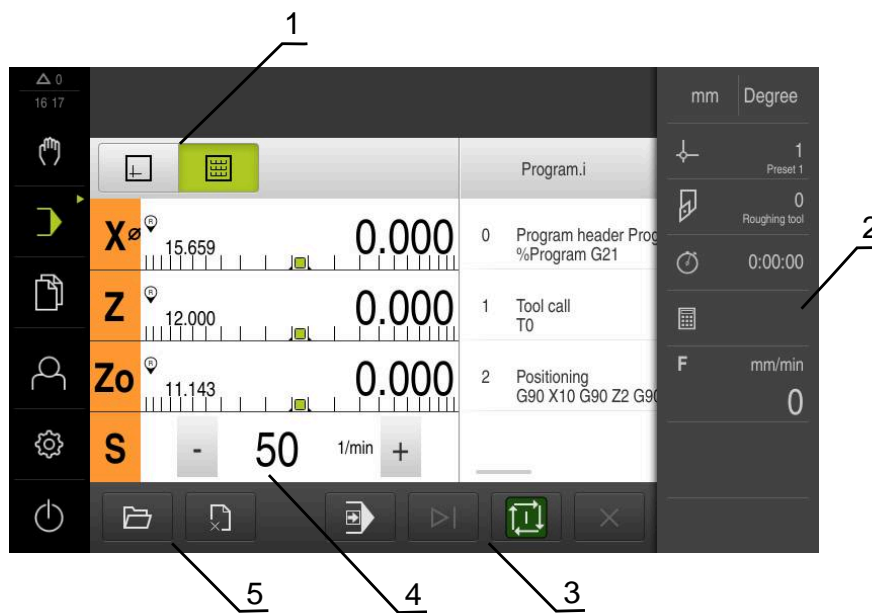 1
△ 0
16 17
mm Degree
1
Preset 1
Program.i
0
Roughing tool
2
X⌀ R 15.659 0.000
0 Program header Prog
%Program G21
0:00:00
Z R 12.000 0.000
1 Tool call
T0
F mm/min
0
Zo R 11.143 0.000
2 Positioning
G90 X10 G90 Z2 G90
S - 50 1/min +
5
4
3